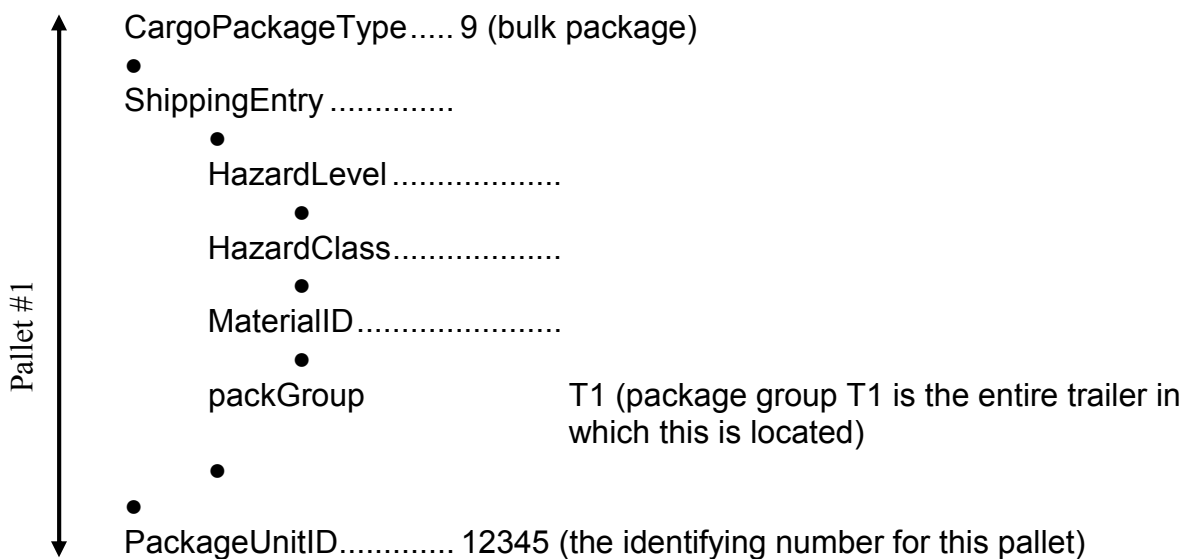 CargoPackageType..... 9 (bulk package)
●
ShippingEntry ..............
●
HazardLevel ...................
●
HazardClass...................
●
MaterialID.......................
●
packGroup T1 (package group T1 is the entire trailer in
which this is located)
●
●
PackageUnitID............. 12345 (the identifying number for this pallet)
Pallet #1